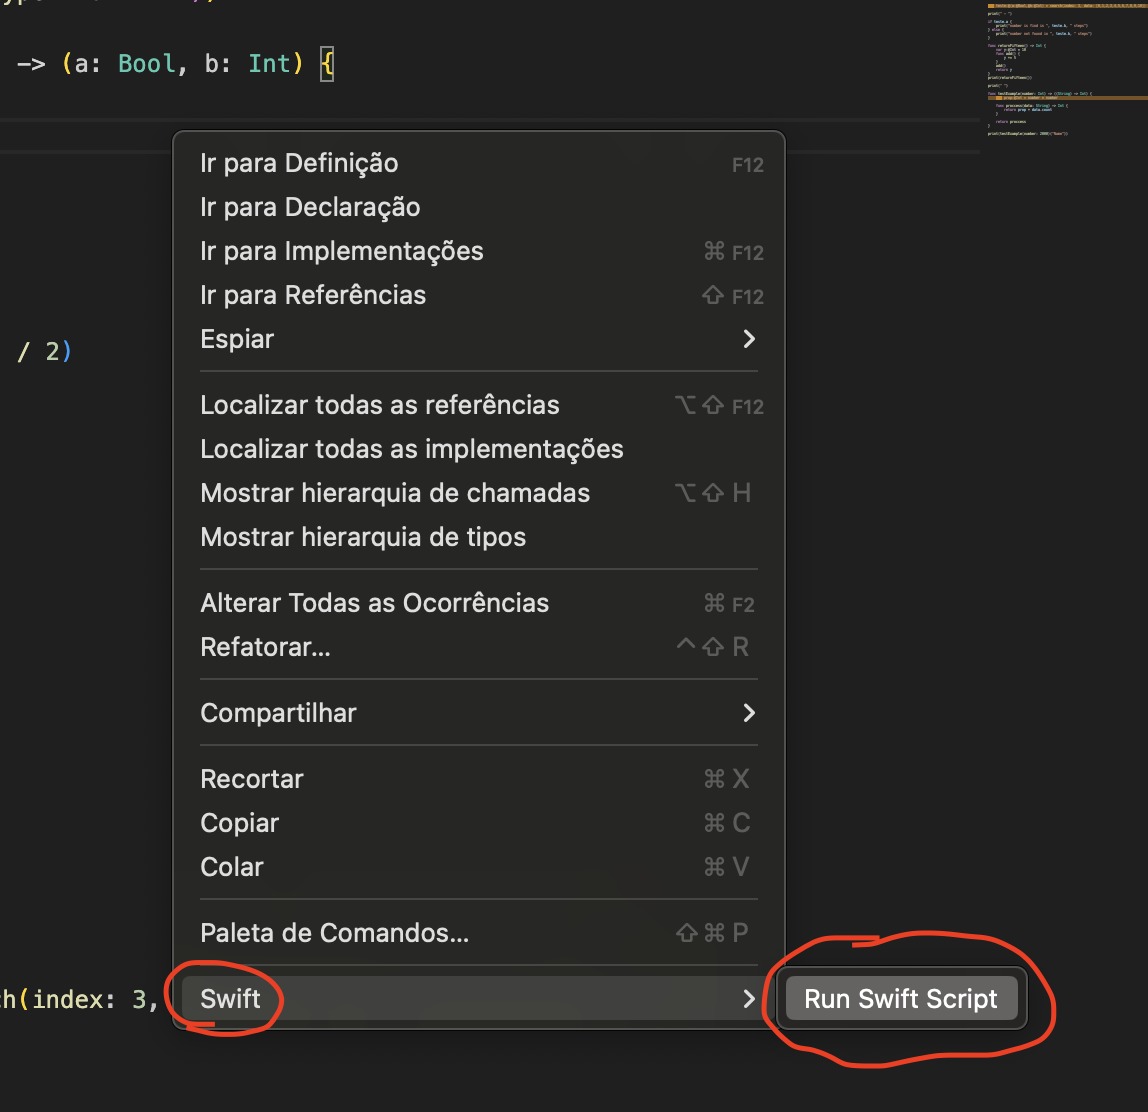 -> (a: Bool, b: Int) {
Ir para Definição F12
Ir para Declaração
Ir para Implementações ⌘ F12
Ir para Referências ⇧ F12
Espiar
/ 2)
Localizar todas as referências ⌥⇧ F12
Localizar todas as implementações
Mostrar hierarquia de chamadas ⌥⇧ H
Mostrar hierarquia de tipos
Alterar Todas as Ocorrências ⌘ F2
Refatorar... ^⇧ R
Compartilhar
Recortar ⌘ X
Copiar ⌘ C
Colar ⌘ V
Paleta de Comandos... ⇧⌘ P
h(index: 3,
Swift
Run Swift Script